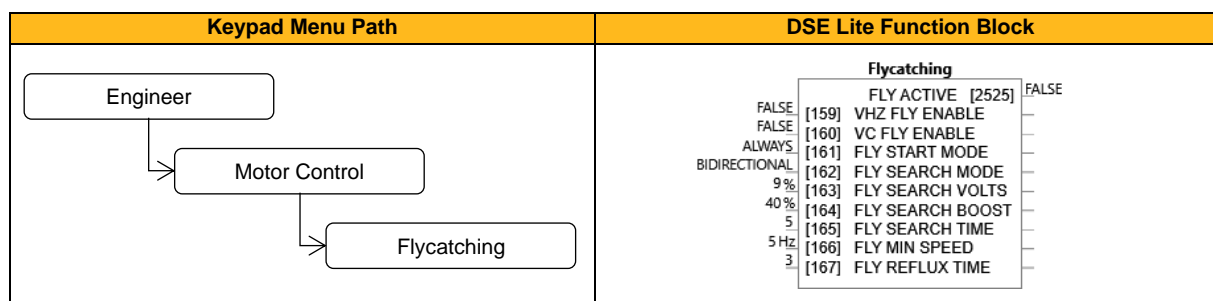 Keypad Menu Path
DSE Lite Function Block
Engineer
Motor Control
Flycatching
Flycatching
FLY ACTIVE [2525] FALSE
FALSE [159] VHZ FLY ENABLE
FALSE [160] VC FLY ENABLE
ALWAYS [161] FLY START MODE
BIDIRECTIONAL [162] FLY SEARCH MODE
9 % [163] FLY SEARCH VOLTS
40 % [164] FLY SEARCH BOOST
5 [165] FLY SEARCH TIME
5 Hz [166] FLY MIN SPEED
3 [167] FLY REFLUX TIME